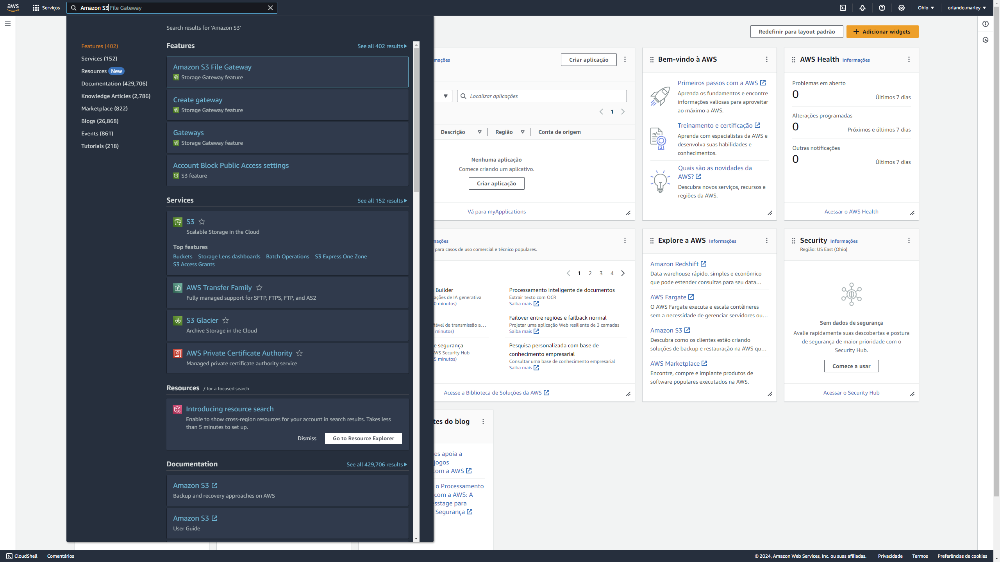 aws
Serviços
Amazon S3 File Gateway
Ohio
orlando.marley
Search results for 'Amazon S3'
Features (402)
Services (152)
Resources New
Documentation (429,706)
Knowledge Articles (2,786)
Marketplace (822)
Blogs (26,868)
Events (861)
Tutorials (218)
Features
See all 402 results
Amazon S3 File Gateway
Storage Gateway feature
Create gateway
Storage Gateway feature
Gateways
Storage Gateway feature
Account Block Public Access settings
S3 feature
Services
See all 152 results
S3
Scalable Storage in the Cloud
Top features
Buckets Storage Lens dashboards Batch Operations S3 Express One Zone
S3 Access Grants
AWS Transfer Family
Fully managed support for SFTP, FTPS, FTP, and AS2
S3 Glacier
Archive Storage in the Cloud
AWS Private Certificate Authority
Managed private certificate authority service
Resources / for a focused search
Introducing resource search
Enable to show cross-region resources for your account in search results. Takes less
than 5 minutes to set up.
Dismiss
Go to Resource Explorer
Documentation
See all 429,706 results
Amazon S3
Backup and recovery approaches on AWS
Amazon S3
User Guide
Redefinir para layout padrão
Adicionar widgets
mações
Criar aplicação
Localizar aplicações
1
Descrição
Região
Conta de origem
Nenhuma aplicação
Comece criando um aplicativo.
Criar aplicação
Vá para myApplications
Bem-vindo à AWS
Primeiros passos com a AWS
Aprenda os fundamentos e encontre
informações valiosas para aproveitar
ao máximo a AWS.
Treinamento e certificação
Aprenda com especialistas da AWS e
desenvolva suas habilidades e
conhecimentos.
Quais são as novidades da
AWS?
Descubra novos serviços, recursos e
regiões da AWS.
AWS Health Informações
Problemas em aberto
0
Últimos 7 dias
Alterações programadas
0
Próximos e últimos 7 dias
Outras notificações
0
Últimos 7 dias
Acessar o AWS Health
mações
para casos de uso comercial e técnico populares.
1 2 3 4
Builder
ações de IA generativa
0 minutos)
Processamento inteligente de documentos
Extrair texto com OCR
Saiba mais
iável de transmissão a...
minutos)
Failover entre regiões e failback normal
Projetar uma aplicação Web resiliente de 3 camadas
Saiba mais
e segurança
WS Security Hub
5 minutos)
Pesquisa personalizada com base de
conhecimento empresarial
Consultar uma base de conhecimento empresarial
Saiba mais
Acesse a Biblioteca de Soluções da AWS
Explore a AWS Informações
Amazon Redshift
Data warehouse rápido, simples e econômico
que pode estender consultas para seu data...
AWS Fargate
O AWS Fargate executa e escala contêineres
sem a necessidade de gerenciar servidores ou...
Amazon S3
Descubra como os clientes estão criando
soluções de backup e restauração na AWS qu...
AWS Marketplace
Encontre, compre e implante produtos de
software populares executados na AWS.
Security Informações
Região: US East (Ohio)
Sem dados de segurança
Avalie rapidamente suas descobertas e postura
de segurança de maior prioridade com o
Security Hub.
Comece a usar
Acessar o Security Hub
tes do blog
es apoia a
jogos
com a AWS
o Processamento
com a AWS: A
sstage para
Segurança
CloudShell
Comentários
© 2024, Amazon Web Services, Inc. ou suas afiliadas.
Privacidade
Termos
Preferências de cookies